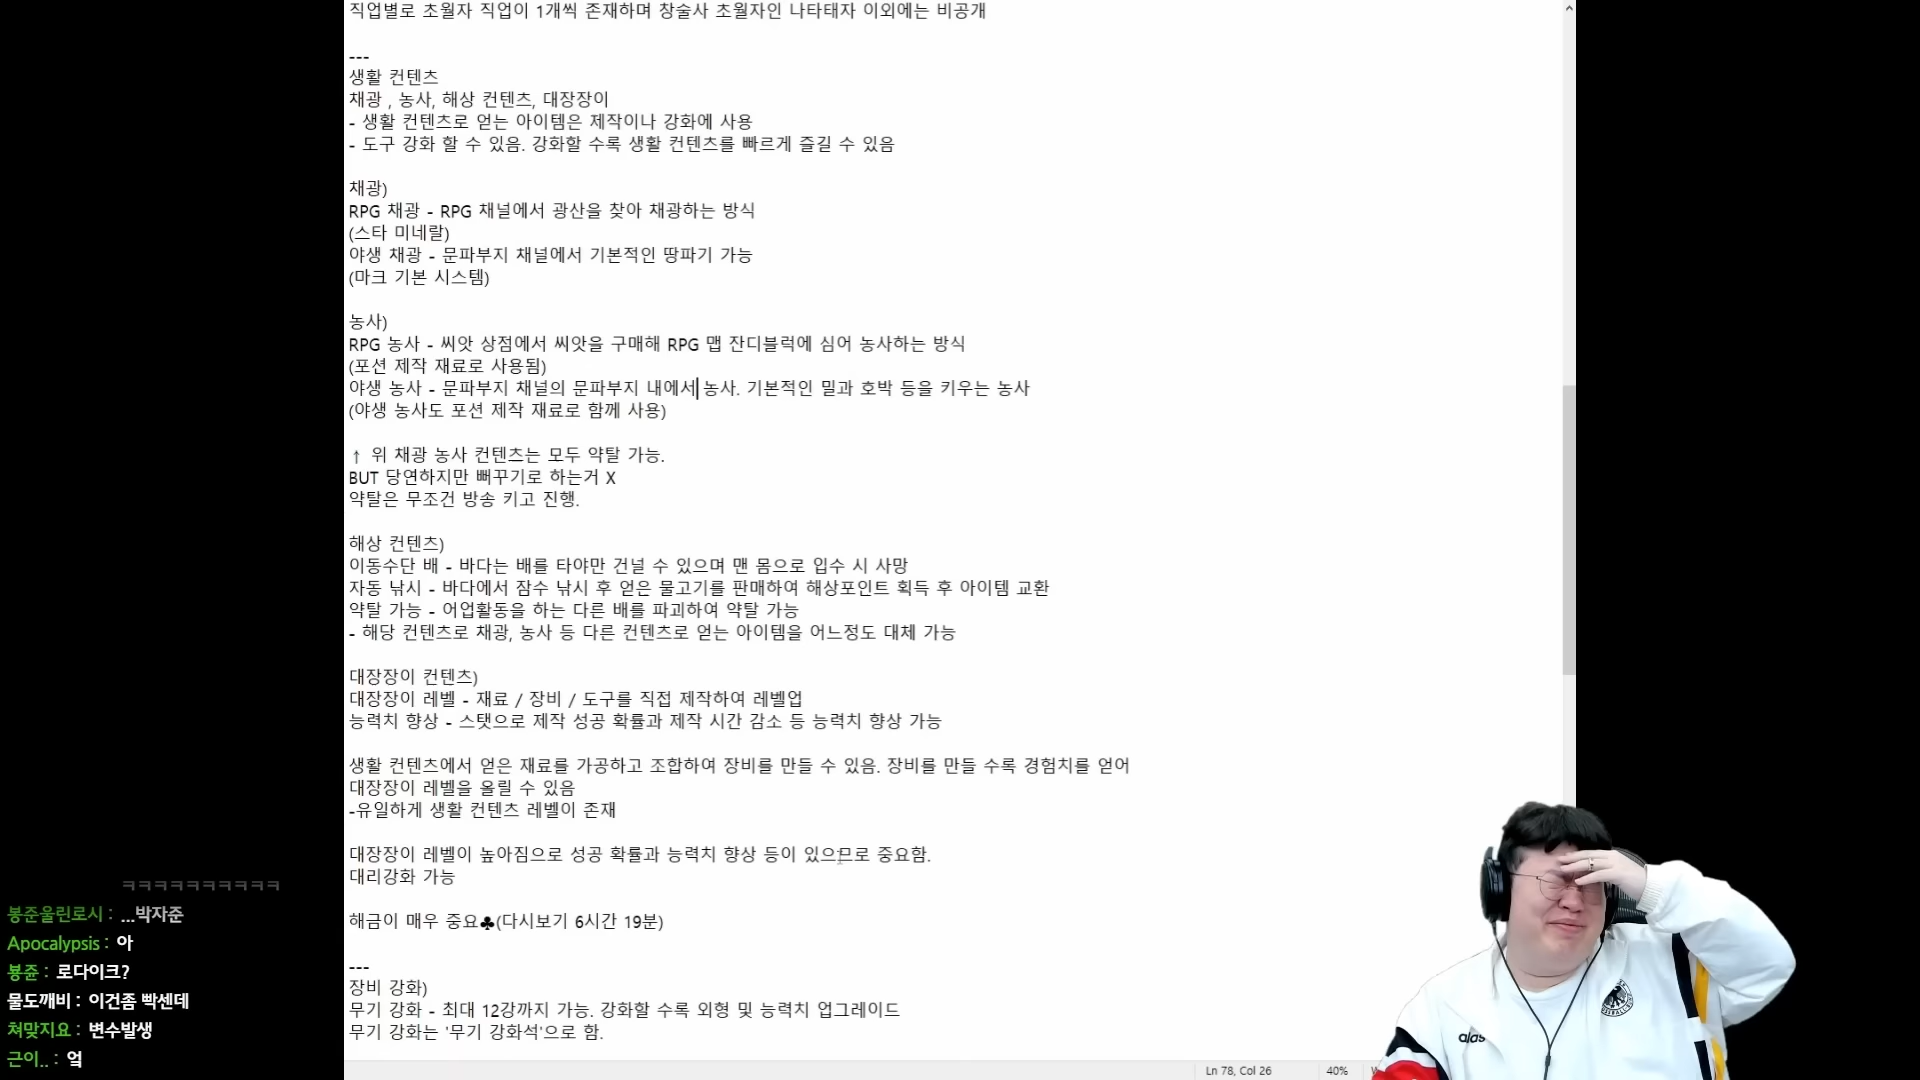 직업별로 초월자 직업이 1개씩 존재하며 창술사 초월자인 나타태자 이외에는 비공개
---
생활 컨텐츠
채광 , 농사, 해상 컨텐츠, 대장장이
- 생활 컨텐츠로 얻는 아이템은 제작이나 강화에 사용
- 도구 강화 할 수 있음. 강화할 수록 생활 컨텐츠를 빠르게 즐길 수 있음
채광)
RPG 채광 - RPG 채널에서 광산을 찾아 채광하는 방식
(스타 미네랄)
야생 채광 - 문파부지 채널에서 기본적인 땅파기 가능
(마크 기본 시스템)
농사)
RPG 농사 - 씨앗 상점에서 씨앗을 구매해 RPG 맵 잔디블럭에 심어 농사하는 방식
(포션 제작 재료로 사용됨)
야생 농사 - 문파부지 채널의 문파부지 내에서 농사. 기본적인 밀과 호박 등을 키우는 농사
(야생 농사도 포션 제작 재료로 함께 사용)
↑ 위 채광 농사 컨텐츠는 모두 약탈 가능.
BUT 당연하지만 뻐꾸기로 하는거 X
약탈은 무조건 방송 키고 진행.
해상 컨텐츠)
이동수단 배 - 바다는 배를 타야만 건널 수 있으며 맨 몸으로 입수 시 사망
자동 낚시 - 바다에서 잠수 낚시 후 얻은 물고기를 판매하여 해상포인트 획득 후 아이템 교환
약탈 가능 - 어업활동을 하는 다른 배를 파괴하여 약탈 가능
- 해당 컨텐츠로 채광, 농사 등 다른 컨텐츠로 얻는 아이템을 어느정도 대체 가능
대장장이 컨텐츠)
대장장이 레벨 - 재료 / 장비 / 도구를 직접 제작하여 레벨업
능력치 향상 - 스탯으로 제작 성공 확률과 제작 시간 감소 등 능력치 향상 가능
생활 컨텐츠에서 얻은 재료를 가공하고 조합하여 장비를 만들 수 있음. 장비를 만들 수록 경험치를 얻어
대장장이 레벨을 올릴 수 있음
-유일하게 생활 컨텐츠 레벨이 존재
대장장이 레벨이 높아짐으로 성공 확률과 능력치 향상 등이 있으므로 중요함.
대리강화 가능
해금이 매우 중요♣(다시보기 6시간 19분)
---
장비 강화)
무기 강화 - 최대 12강까지 가능. 강화할 수록 외형 및 능력치 업그레이드
무기 강화는 '무기 강화석'으로 함.
Ln 78, Col 26
40%
ㅋㅋㅋㅋㅋㅋㅋㅋㅋㅋ
봉준울린로시 : ...박자준
Apocalypsis : 아
봉쥰 : 로다이크?
물도깨비 : 이건좀 빡센데
쳐맞지요 : 변수발생
근이.. : 엌